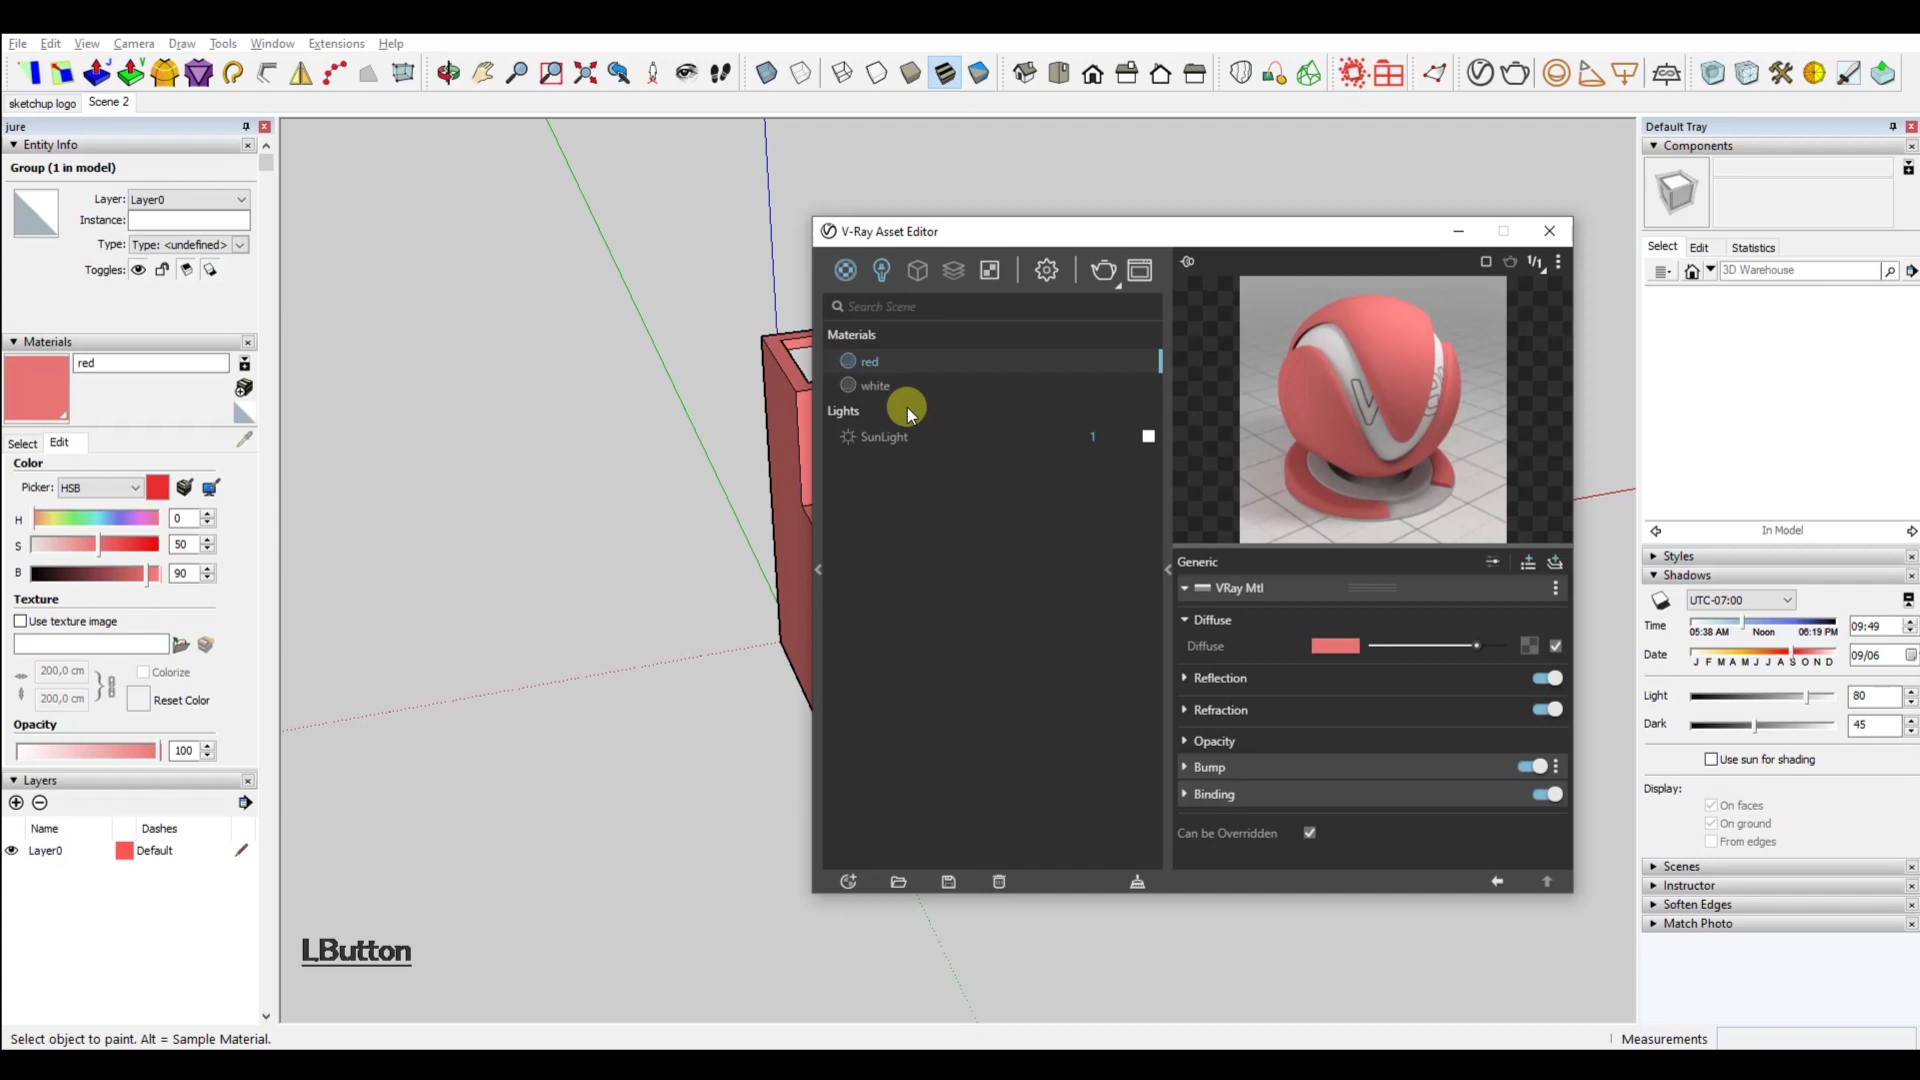 File Edit View Camera Draw Tools Window Extensions Help
sketchup logo Scene 2
jure
Entity Info
Group (1 in model)
Layer: Layer0
Instance:
Type: Type: <undefined>
Toggles:
Materials
red
Select Edit
Color
Picker: HSB
H 0
S 50
B 90
Texture
Use texture image
200,0 cm Colorize
200,0 cm Reset Color
Opacity
100
Layers
Name Dashes
Layer0 Default
Select object to paint. Alt = Sample Material.
LButton
V-Ray Asset Editor
Search Scene
Materials
red
white
Lights
SunLight 1
1/1
Generic
VRay Mtl
Diffuse
Diffuse
Reflection
Refraction
Opacity
Bump
Binding
Can be Overridden
Default Tray
Components
Select Edit Statistics
3D Warehouse
In Model
Styles
Shadows
UTC-07:00
Time 05:38 AM Noon 06:19 PM 09:49
Date J F M A M J J A S O N D 09/06
Light 80
Dark 45
Use sun for shading
Display:
On faces
On ground
From edges
Scenes
Instructor
Soften Edges
Match Photo
Measurements